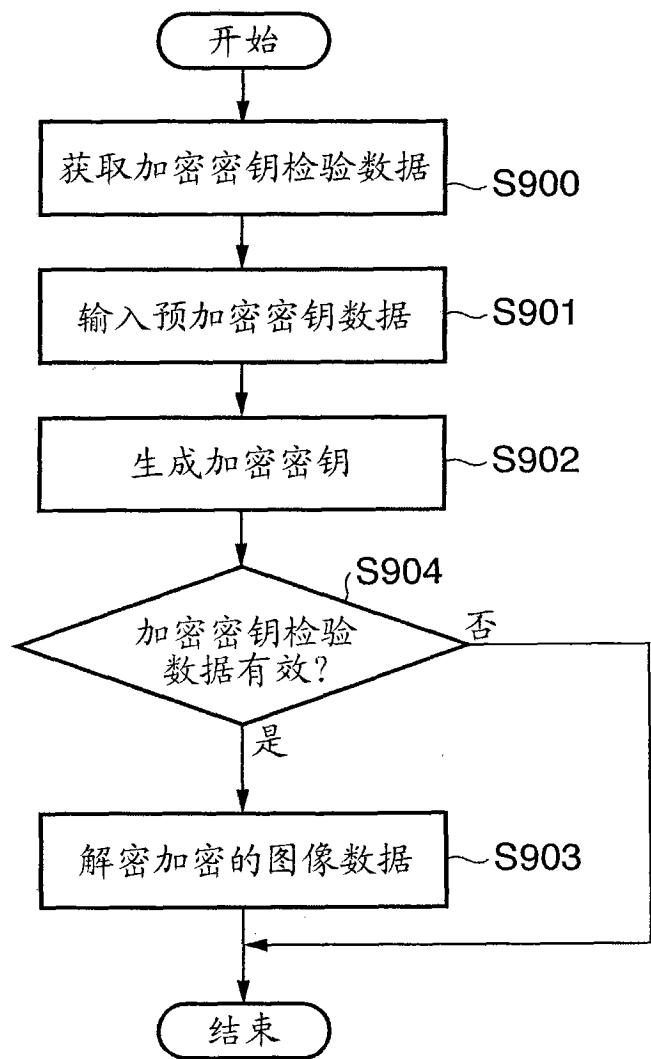 开始
获取加密密钥检验数据
S900
输入预加密密钥数据
S901
生成加密密钥
S902
S904
加密密钥检验
数据有效?
否
是
解密加密的图像数据
S903
结束